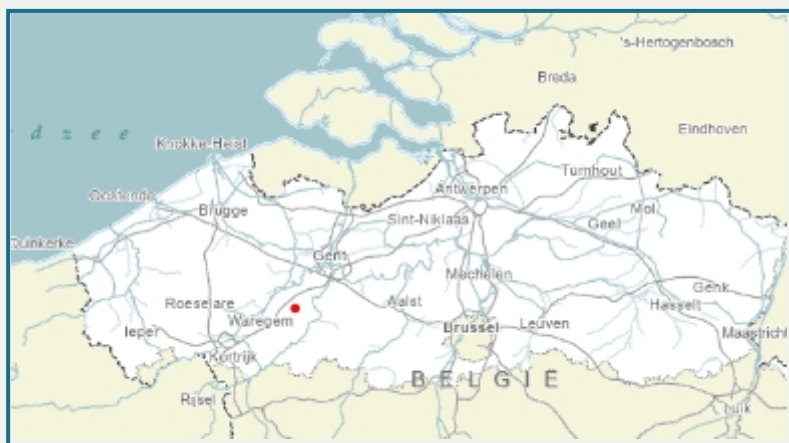 's-Hertogenbosch
Breda
dzee
Eindhoven
Knokke-Heist
Turnhout
Antwerpen
Oostende
Mol
Brugge
Sint-Niklaas
Geel
Duinkerke
Gent
Mechelen
Genk
Roeselare
Aalst
Hasselt
Waregem
Ieper
Brussel
Leuven
Maastricht
Kortrijk
BELGIË
Rijsel
Luik